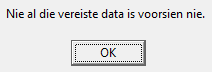 Nie al die vereiste data is voorsien nie.
OK